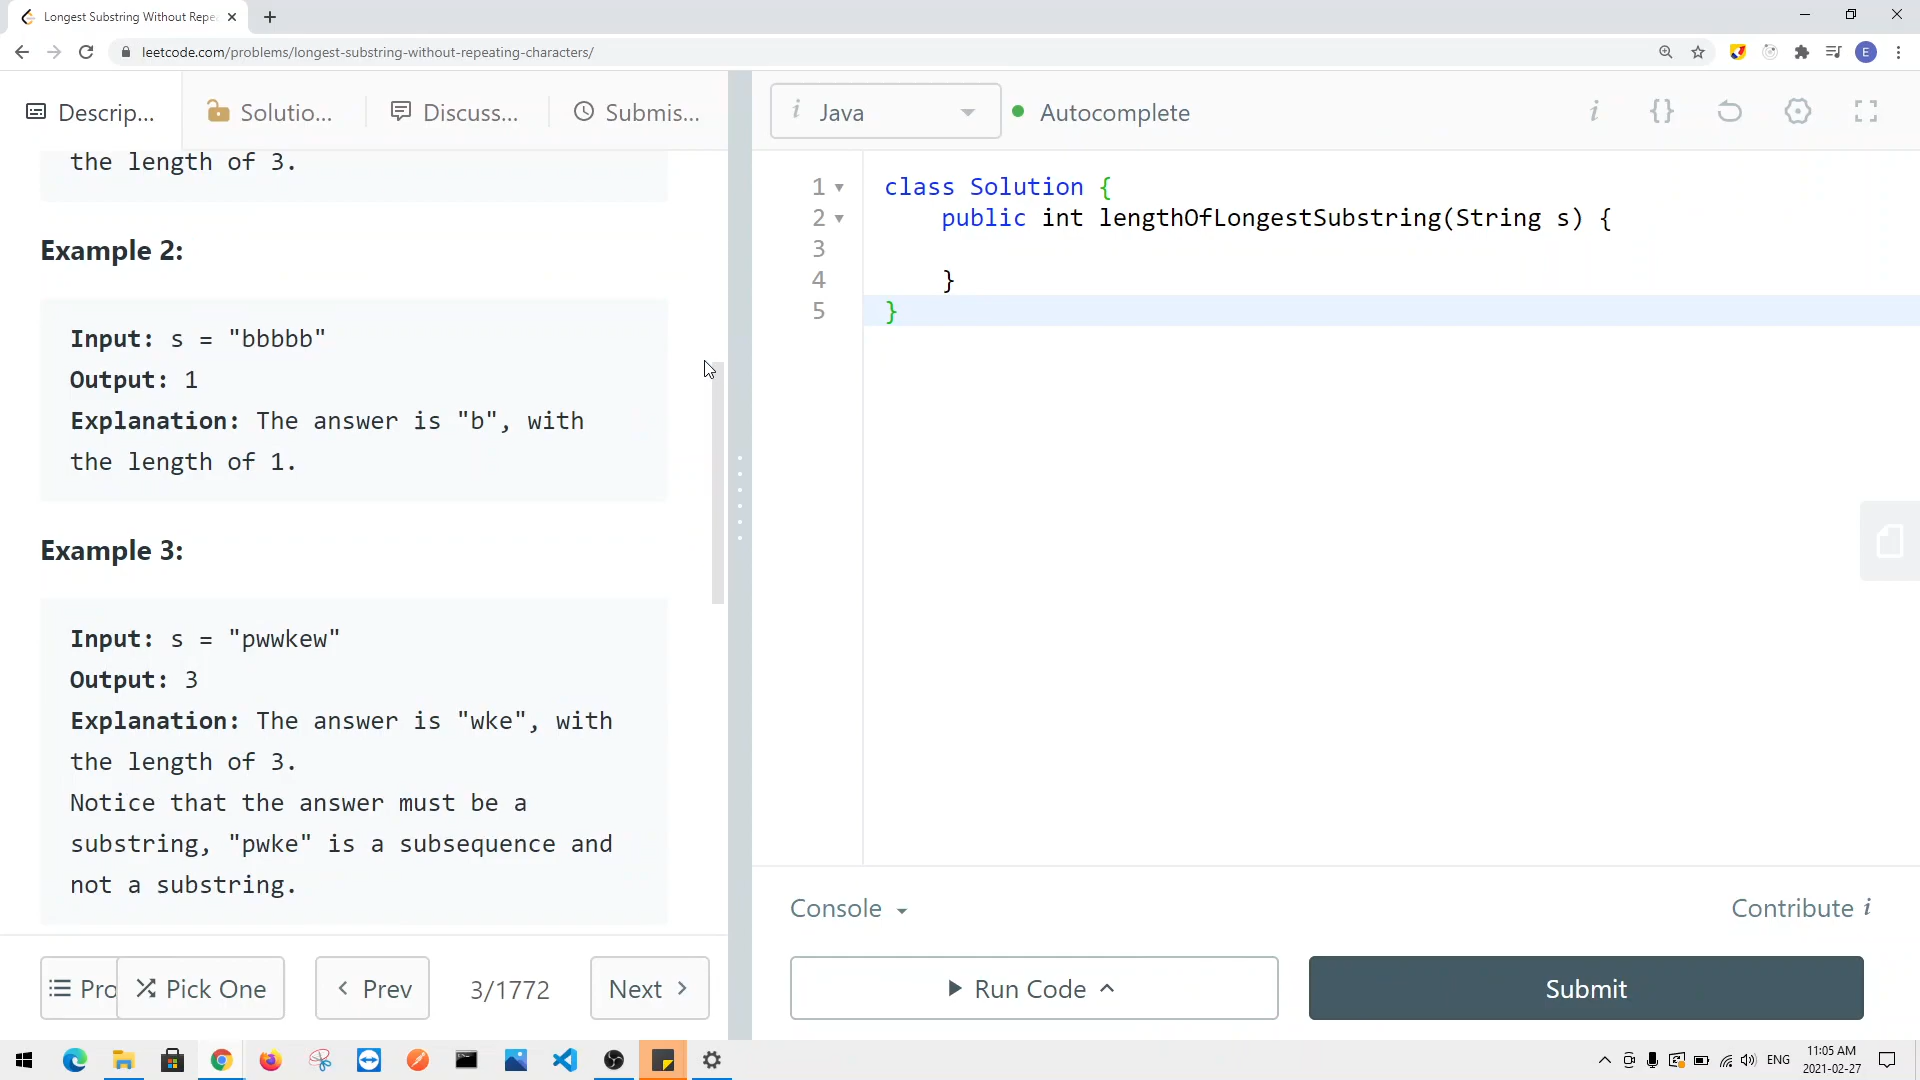 Longest Substring Without Repe
leetcode.com/problems/longest-substring-without-repeating-characters/
E
Descrip...
Solutio...
Discuss...
Submis...
the length of 3.
Example 2:
Input: s = "bbbbb"
Output: 1
Explanation: The answer is "b", with
the length of 1.
Example 3:
Input: s = "pwwkew"
Output: 3
Explanation: The answer is "wke", with
the length of 3.
Notice that the answer must be a
substring, "pwke" is a subsequence and
not a substring.
Pro
Pick One
Prev
3/1772
Next
i Java
Autocomplete
i {}
1 class Solution {
2 public int lengthOfLongestSubstring(String s) {
3
4 }
5 }
Console
Contribute i
Run Code
Submit
ENG
11:05 AM
2021-02-27